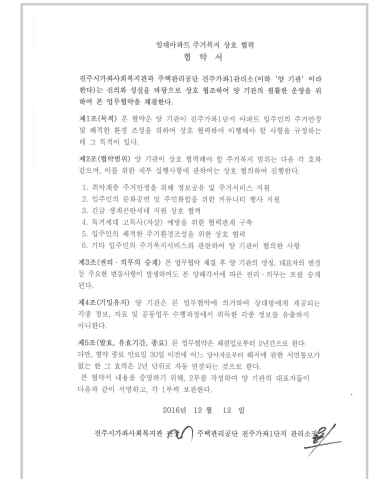 임대아파트 주거복지 상호 협력
협 약 서
진주시가좌사회복지관과 주택관리공단 진주가좌1관리소(이하 '양 기관' 이라
한다)는 신의와 성실을 바탕으로 상호 협조하여 양 기관의 원활한 운영을 위
하여 본 업무협약을 체결한다.
제1조(목적) 본 협약은 양 기관이 진주가좌1단지 아파트 입주민의 주거안정
및 쾌적한 환경 조성을 위하여 상호 협력하며 이행해야 할 사항을 규정하는
데 그 목적이 있다.
제2조(협약범위) 양 기관이 상호 협력해야 할 주거복지 범위는 다음 각 호와
같으며, 이를 위한 세부 실행사항에 관하여는 상호 협의하여 진행한다.
1. 취약계층 주거안정을 위해 정보공유 및 주거서비스 지원
2. 입주민의 문화공연 및 주민화합을 위한 커뮤니티 행사 지원
3. 긴급 생계곤란세대 지원 상호 협력
4. 독거세대 고독사(자살) 예방을 위한 협력관계 구축
5. 입주민의 쾌적한 주거환경조성을 위한 상호 협력
6. 기타 입주민의 주거복지서비스와 관련하여 양 기관이 협의한 사항
제3조(권리·의무의 승계) 본 업무협약 체결 후 양 기관의 명칭, 대표자의 변경
등 주요한 변동사항이 발생하여도 본 양해각서에 따른 권리·의무는 포괄 승계
된다.
제4조(기밀유지) 양 기관은 본 업무협약에 의거하여 상대방에게 제공되는
각종 정보, 자료 및 공동업무 수행과정에서 취득한 각종 정보를 유출하지
아니한다.
제5조(발효, 유효기간, 종료) 본 업무협약은 체결일로부터 2년간으로 한다.
다만, 협약 종료 만료일 30일 이전에 어느 당사자로부터 해지에 관한 서면통보가
없는 한 그 효력은 2년 단위로 자동 연장되는 것으로 한다.
본 협약서 내용을 증명하기 위해, 2부를 작성하여 양 기관의 대표자들이
다음과 같이 서명하고, 각 1부씩 보관한다.
2016년 12 월 12 일
진주시가좌사회복지관 관장 주택관리공단 진주가좌1단지 관리소장